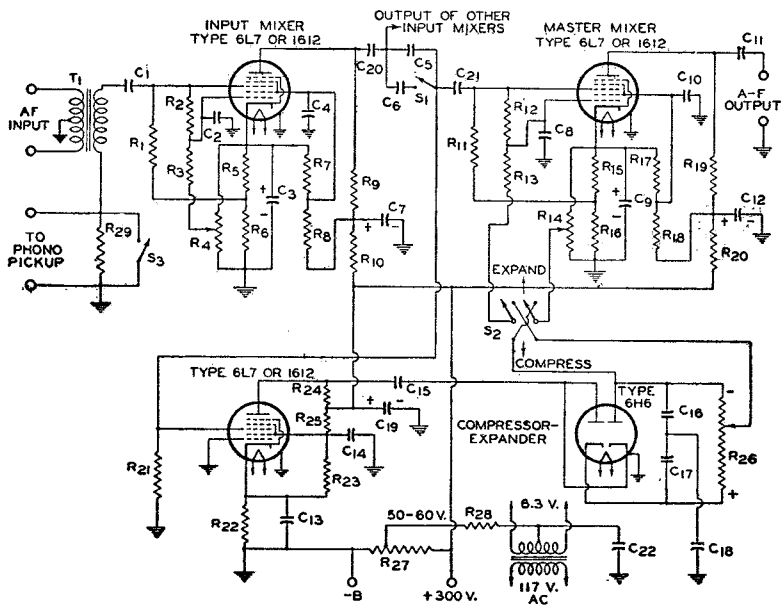 INPUT MIXER
TYPE 6L7 OR 1612
OUTPUT OF OTHER
INPUT MIXERS
MASTER MIXER
TYPE 6L7 OR 1612
C11
T1
C1
C20
C5
C6
S1
C21
C10
AF
INPUT
R2
C2
C4
R12
C8
A-F
OUTPUT
R1
R3
R5
R7
C3
+
-
R9
R11
R13
R15
R17
R19
C9
+
-
R4
R6
R8
C7
+
-
R14
R16
R18
C12
+
-
R10
R20
TO
PHONO
PICKUP
R29
S3
EXPAND
S2
COMPRESS
TYPE 6L7 OR 1612
R24
C15
TYPE
6H6
-
R25
+
-
C19
COMPRESSOR-
EXPANDER
C16
R26
C14
C17
R21
R23
+
R22
C13
50-60 V.
R28
6.3 V.
C22
C18
R27
-B
+300 V.
117 V.
AC